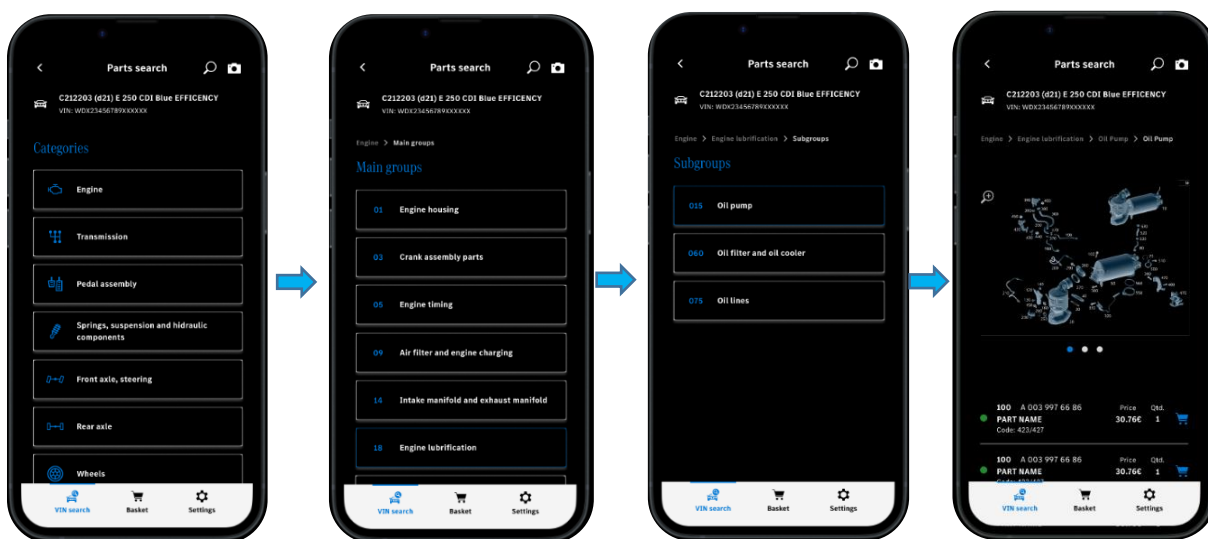 Parts search
C212203 (d21) E 250 CDI Blue EFFICENCY
VIN: WDX23456789XXXXXX
Categories
Engine
Transmission
Pedal assembly
Springs, suspension and hidraulic
components
Front axle, steering
Rear axle
Wheels
VIN search Basket Settings
Parts search
C212203 (d21) E 250 CDI Blue EFFICENCY
VIN: WDX23456789XXXXXX
Engine > Main groups
Main groups
01 Engine housing
03 Crank assembly parts
05 Engine timing
09 Air filter and engine charging
14 Intake manifold and exhaust manifold
18 Engine lubrification
VIN search Basket Settings
Parts search
C212203 (d21) E 250 CDI Blue EFFICENCY
VIN: WDX23456789XXXXXX
Engine > Engine lubrification > Subgroups
Subgroups
015 Oil pump
060 Oil filter and oil cooler
075 Oil lines
VIN search Basket Settings
Parts search
C212203 (d21) E 250 CDI Blue EFFICENCY
VIN: WDX23456789XXXXXX
Engine > Engine lubrification > Oil Pump > Oil Pump
100 A 003 997 66 86 Price Qtd.
PART NAME 30.76€ 1
Code: 423/427
100 A 003 997 66 86 Price Qtd.
PART NAME 30.76€ 1
VIN search Basket Settings